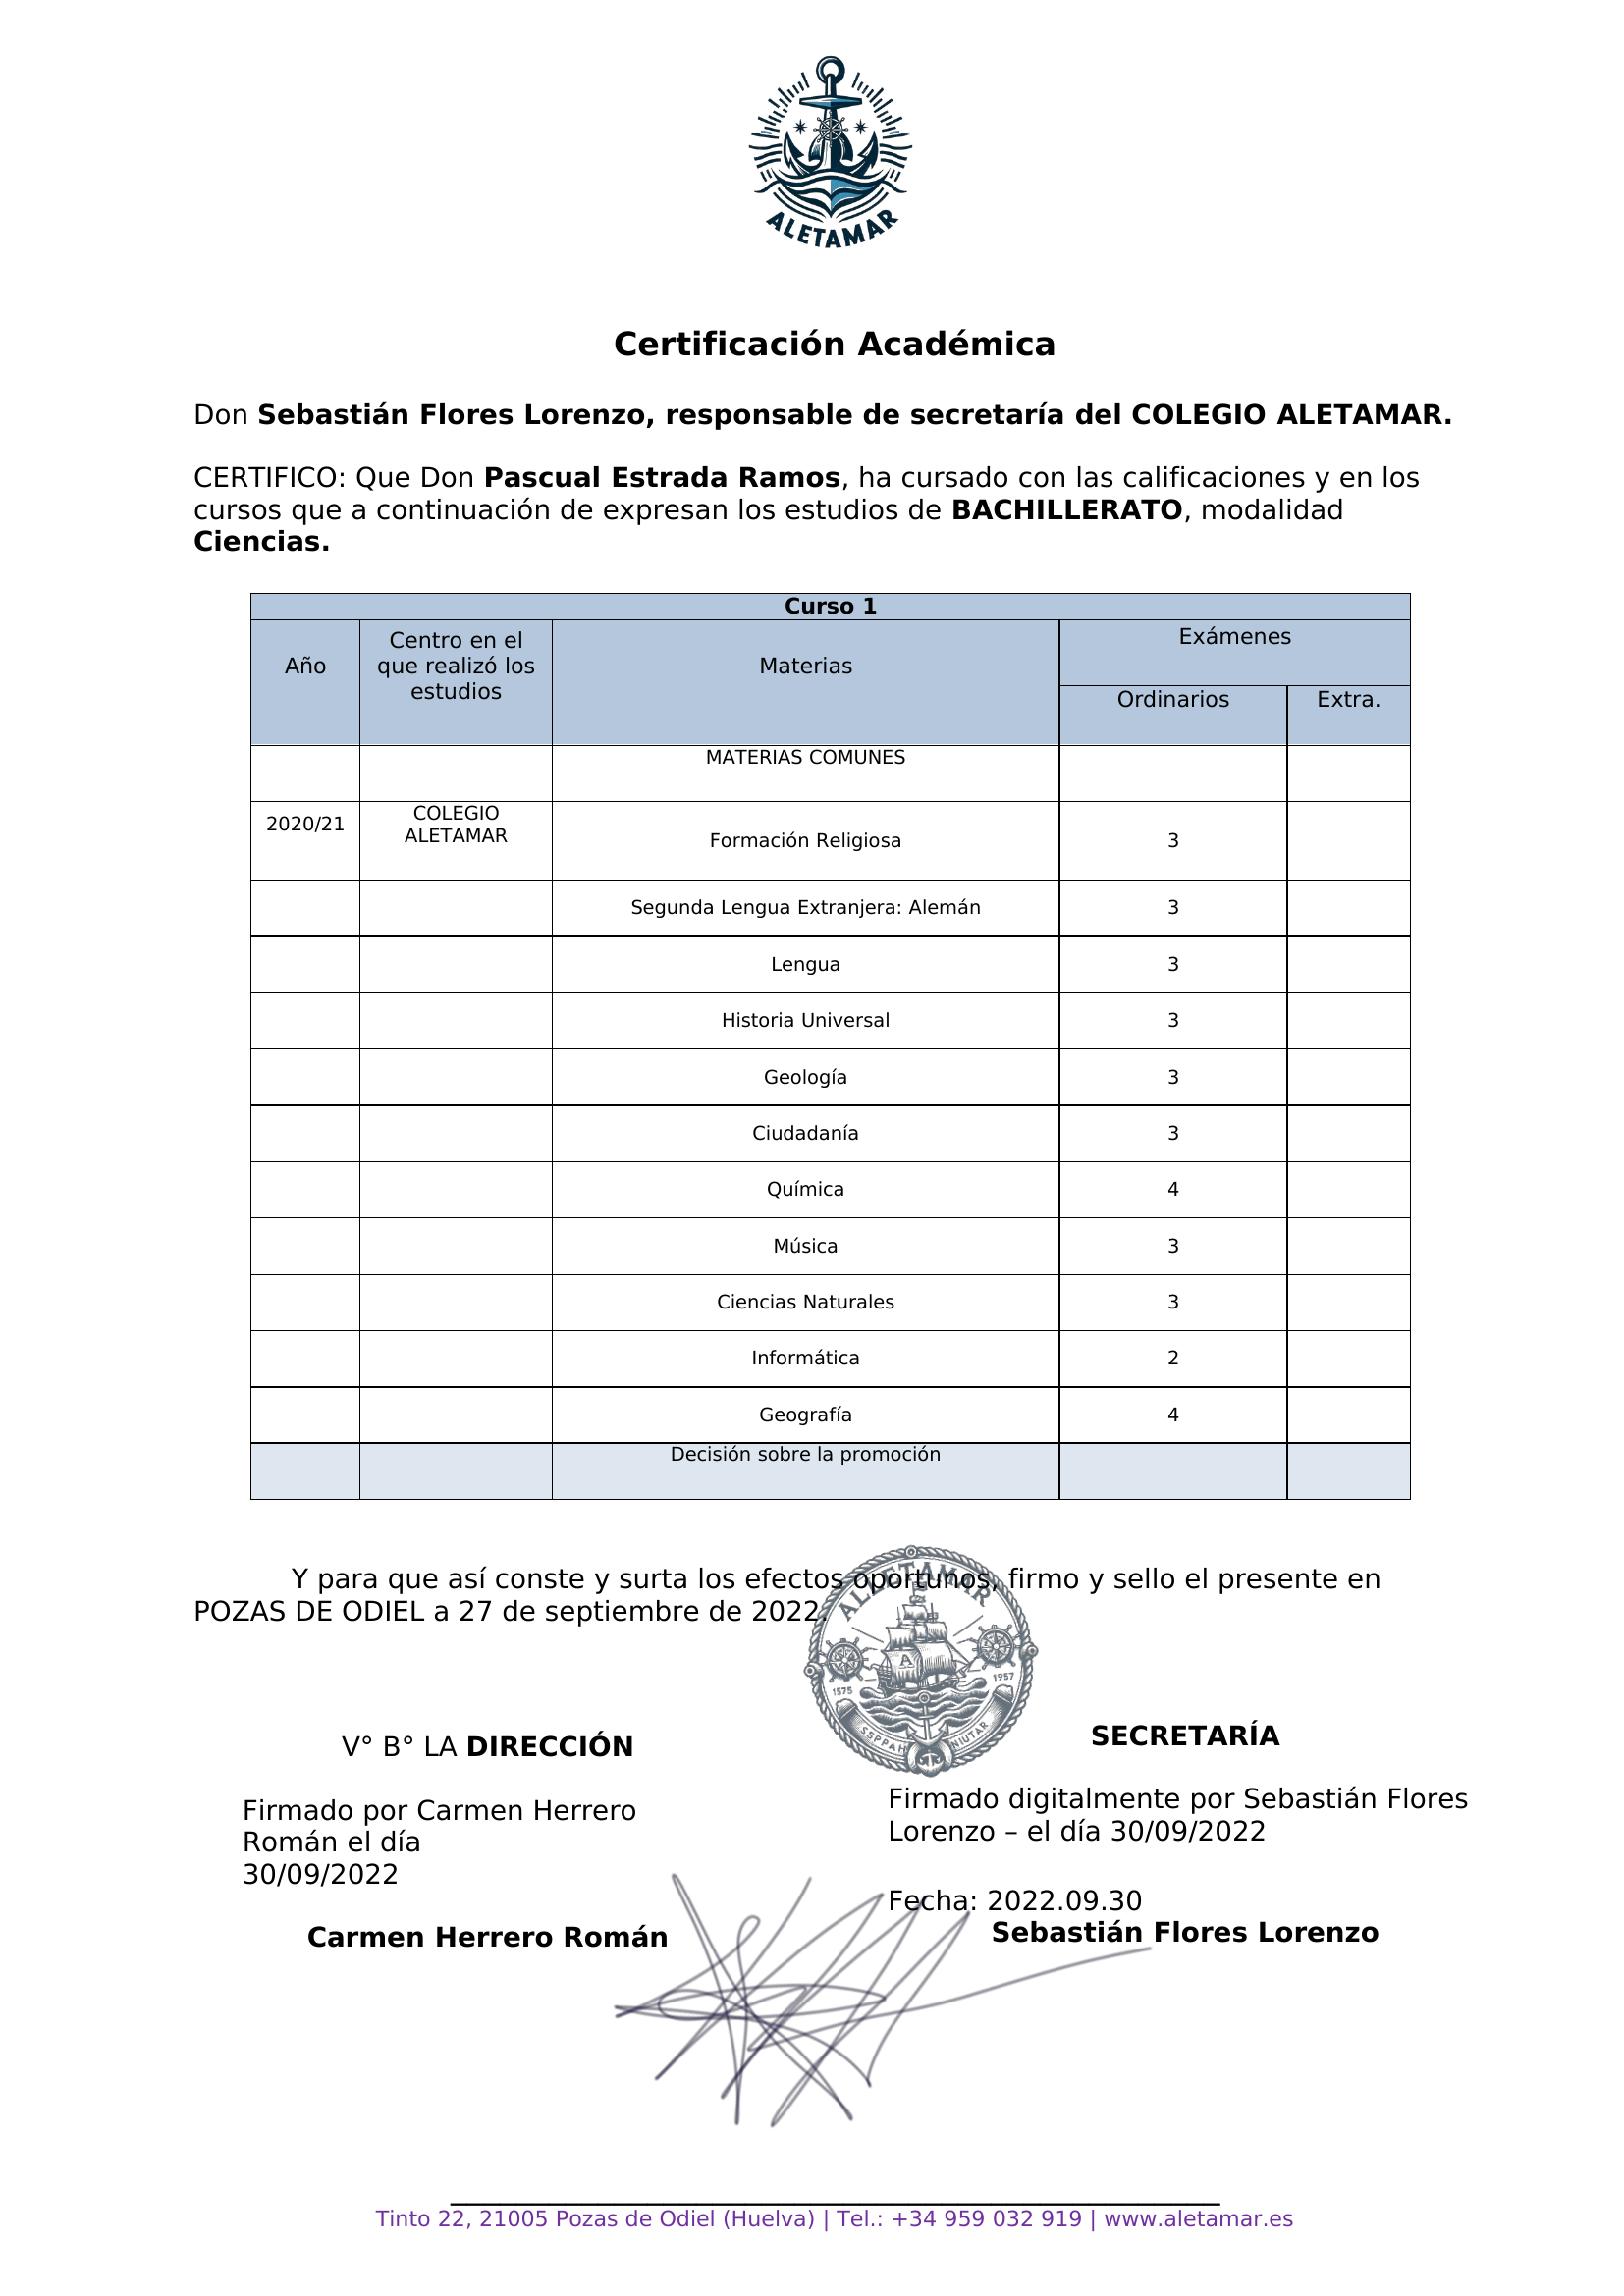 ALETAMAR
Certificación Académica
Don Sebastián Flores Lorenzo, responsable de secretaría del COLEGIO ALETAMAR.
CERTIFICO: Que Don Pascual Estrada Ramos, ha cursado con las calificaciones y en los
cursos que a continuación de expresan los estudios de BACHILLERATO, modalidad
Ciencias.
Curso 1
Año
Centro en el
que realizó los
estudios
Materias
Exámenes
Ordinarios
Extra.
MATERIAS COMUNES
2020/21
COLEGIO
ALETAMAR
Formación Religiosa 3
Segunda Lengua Extranjera: Alemán 3
Lengua 3
Historia Universal 3
Geología 3
Ciudadanía 3
Química 4
Música 3
Ciencias Naturales 3
Informática 2
Geografía 4
Decisión sobre la promoción
Y para que así conste y surta los efectos oportunos, firmo y sello el presente en
POZAS DE ODIEL a 27 de septiembre de 2022.
ALLETAMAR
A
1575
1957
SSPPAH
NIUTAR
V° B° LA DIRECCIÓN
Firmado por Carmen Herrero
Román el día
30/09/2022
Carmen Herrero Román
SECRETARÍA
Firmado digitalmente por Sebastián Flores
Lorenzo – el día 30/09/2022
Fecha: 2022.09.30
Sebastián Flores Lorenzo
Tinto 22, 21005 Pozas de Odiel (Huelva) | Tel.: +34 959 032 919 | www.aletamar.es